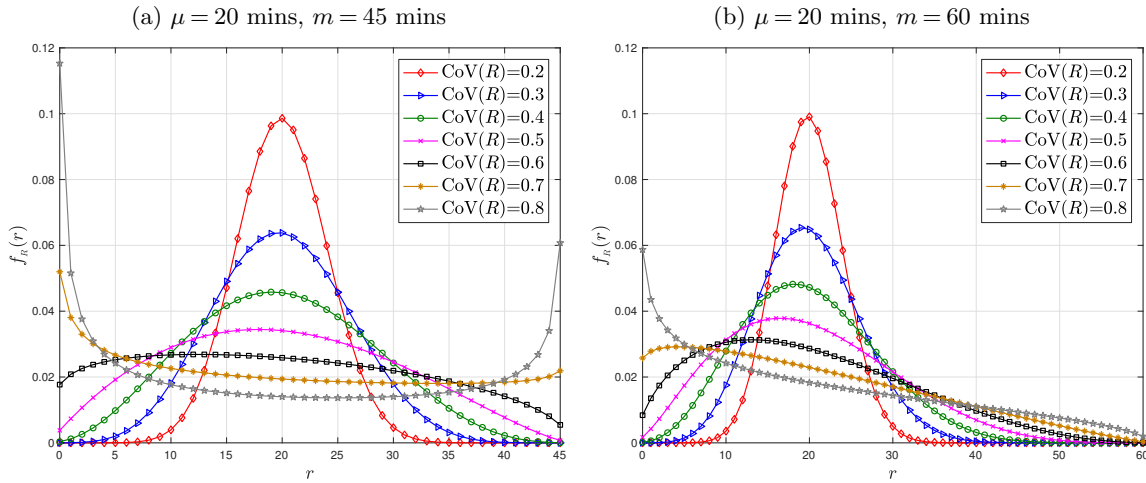 (a) μ = 20 mins, m = 45 mins
0.12
0.1
0.08
0.06
0.04
0.02
0
f_R(r)
0 5 10 15 20 25 30 35 40 45
r
CoV(R)=0.2
CoV(R)=0.3
CoV(R)=0.4
CoV(R)=0.5
CoV(R)=0.6
CoV(R)=0.7
CoV(R)=0.8
(b) μ = 20 mins, m = 60 mins
0.12
0.1
0.08
0.06
0.04
0.02
0
f_R(r)
0 10 20 30 40 50 60
r
CoV(R)=0.2
CoV(R)=0.3
CoV(R)=0.4
CoV(R)=0.5
CoV(R)=0.6
CoV(R)=0.7
CoV(R)=0.8